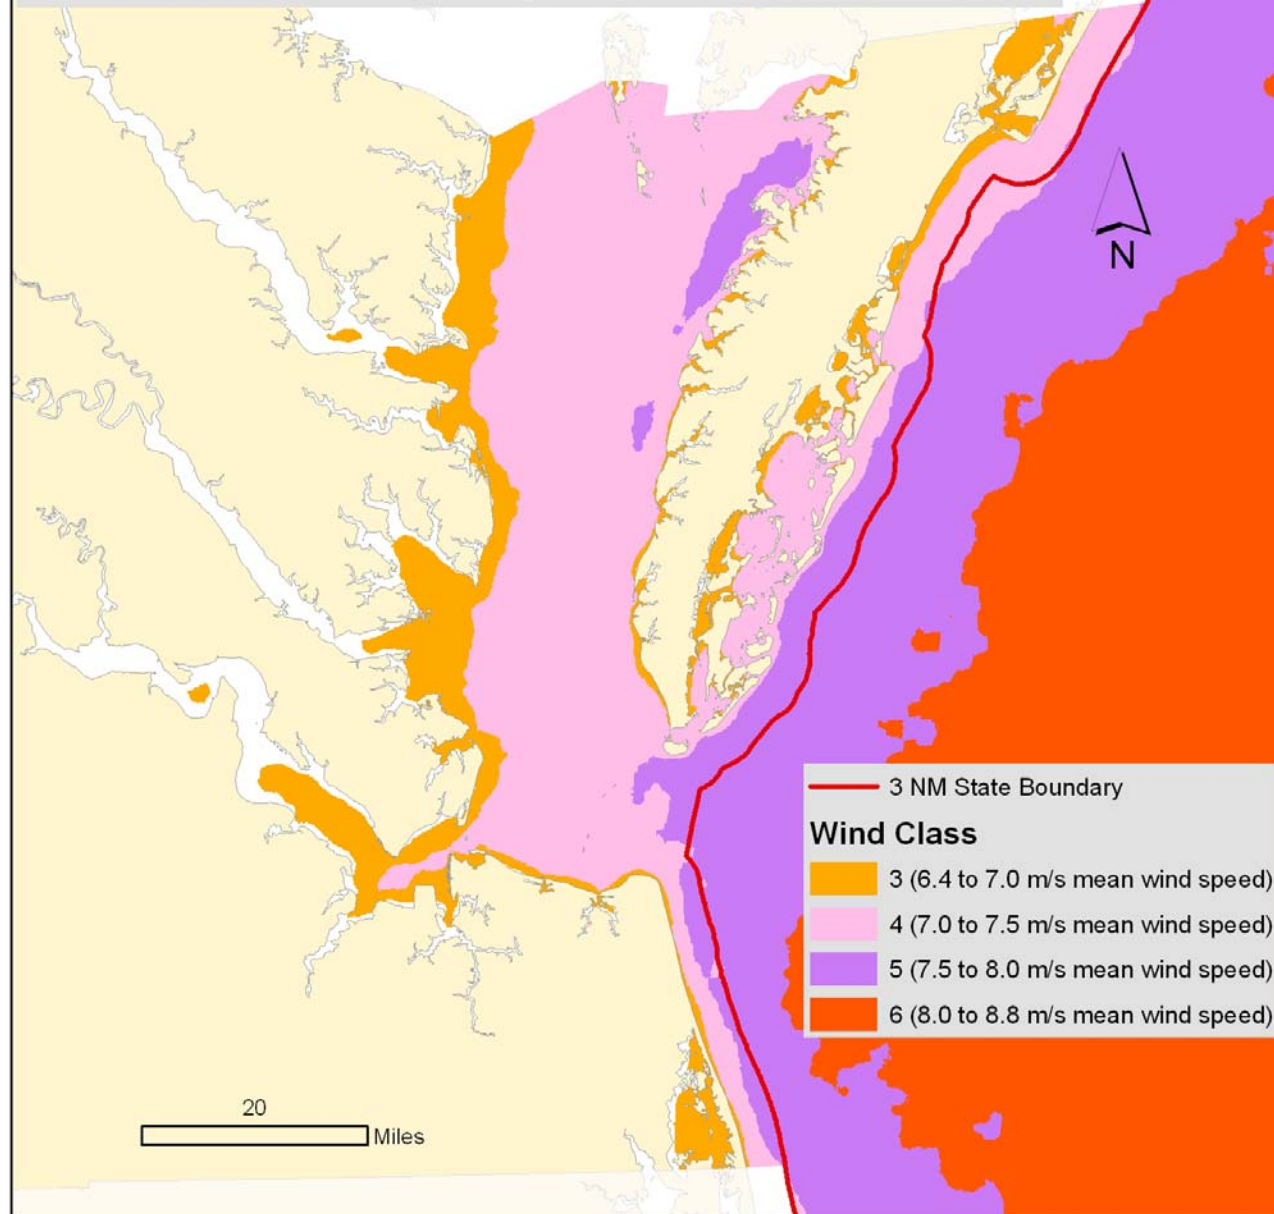 N
3 NM State Boundary
Wind Class
3 (6.4 to 7.0 m/s mean wind speed)
4 (7.0 to 7.5 m/s mean wind speed)
5 (7.5 to 8.0 m/s mean wind speed)
6 (8.0 to 8.8 m/s mean wind speed)
20
Miles